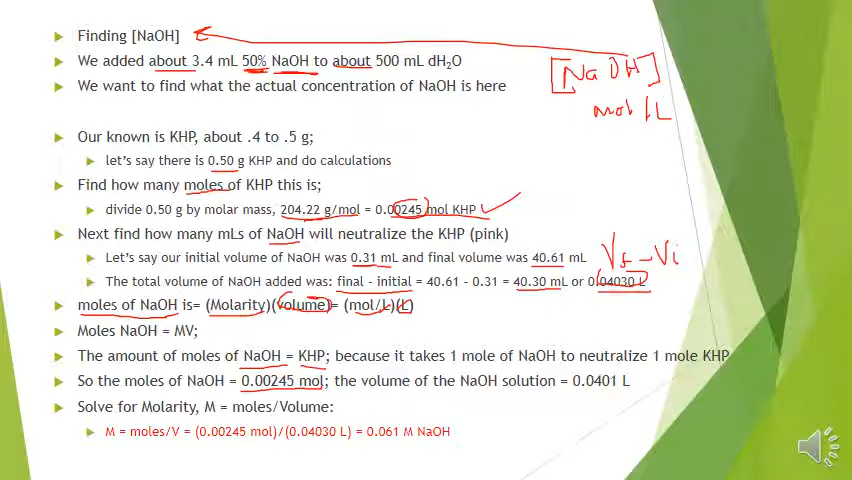 Finding [NaOH]
We added about 3.4 mL 50% NaOH to about 500 mL dH2O
We want to find what the actual concentration of NaOH is here
[NaOH]
mol/L
Our known is KHP, about .4 to .5 g;
let's say there is 0.50 g KHP and do calculations
Find how many moles of KHP this is;
divide 0.50 g by molar mass, 204.22 g/mol = 0.00245 mol KHP
Next find how many mLs of NaOH will neutralize the KHP (pink)
Let's say our initial volume of NaOH was 0.31 mL and final volume was 40.61 mL
Vf - Vi
The total volume of NaOH added was: final - initial = 40.61 - 0.31 = 40.30 mL or 0.04030 L
moles of NaOH is= (Molarity)(volume)= (mol/L)(L)
Moles NaOH = MV;
The amount of moles of NaOH = KHP; because it takes 1 mole of NaOH to neutralize 1 mole KHP
So the moles of NaOH = 0.00245 mol; the volume of the NaOH solution = 0.0401 L
Solve for Molarity, M = moles/Volume:
M = moles/V = (0.00245 mol)/(0.04030 L) = 0.061 M NaOH